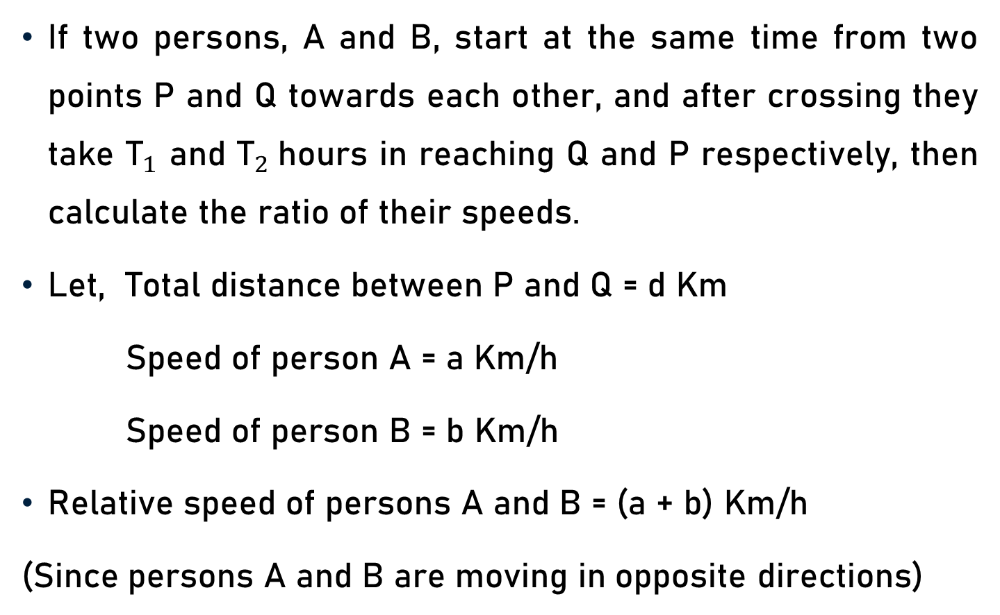 • If two persons, A and B, start at the same time from two
points P and Q towards each other, and after crossing they
take T₁ and T₂ hours in reaching Q and P respectively, then
calculate the ratio of their speeds.
• Let, Total distance between P and Q = d Km
Speed of person A = a Km/h
Speed of person B = b Km/h
• Relative speed of persons A and B = (a + b) Km/h
(Since persons A and B are moving in opposite directions)